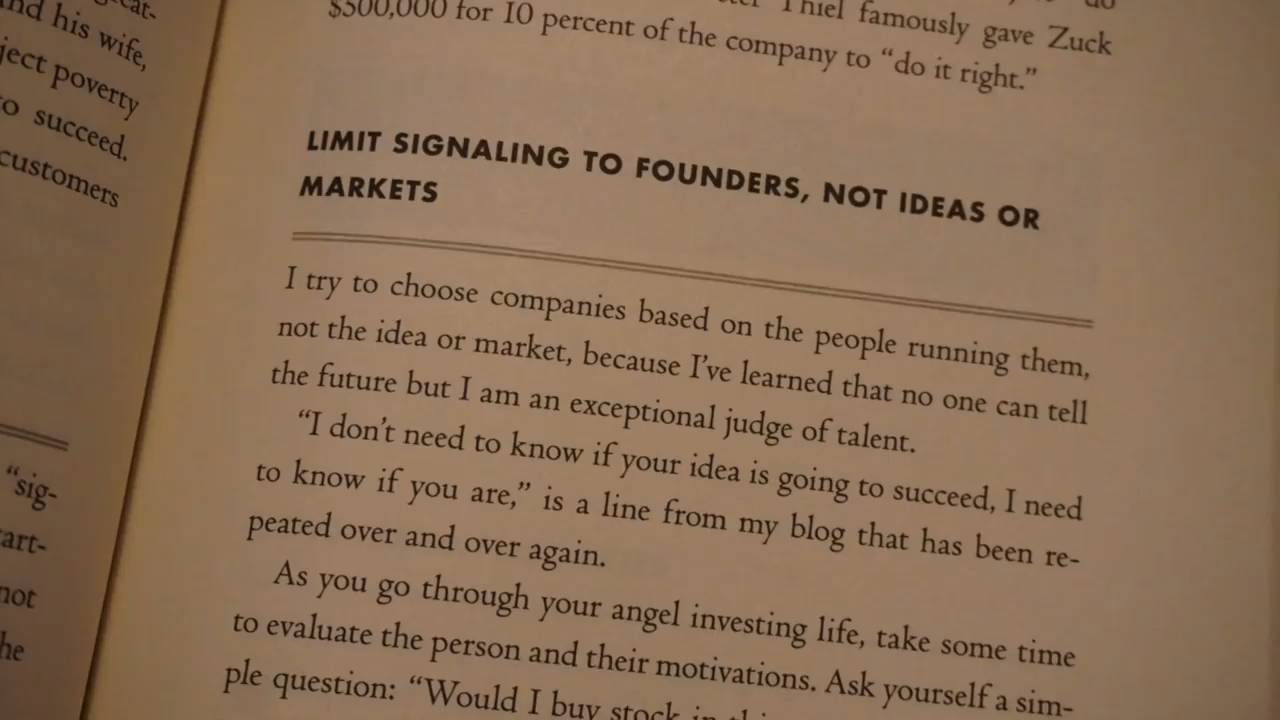 nd his wife,
ject poverty
o succeed.
customers
"sig-
art-
not
he
Thiel famously gave Zuck
$500,000 for 10 percent of the company to "do it right."
LIMIT SIGNALING TO FOUNDERS, NOT IDEAS OR
MARKETS
I try to choose companies based on the people running them,
not the idea or market, because I've learned that no one can tell
the future but I am an exceptional judge of talent.
"I don't need to know if your idea is going to succeed, I need
to know if you are," is a line from my blog that has been re-
peated over and over again.
As you go through your angel investing life, take some time
to evaluate the person and their motivations. Ask yourself a sim-
ple question: "Would I buy stock in